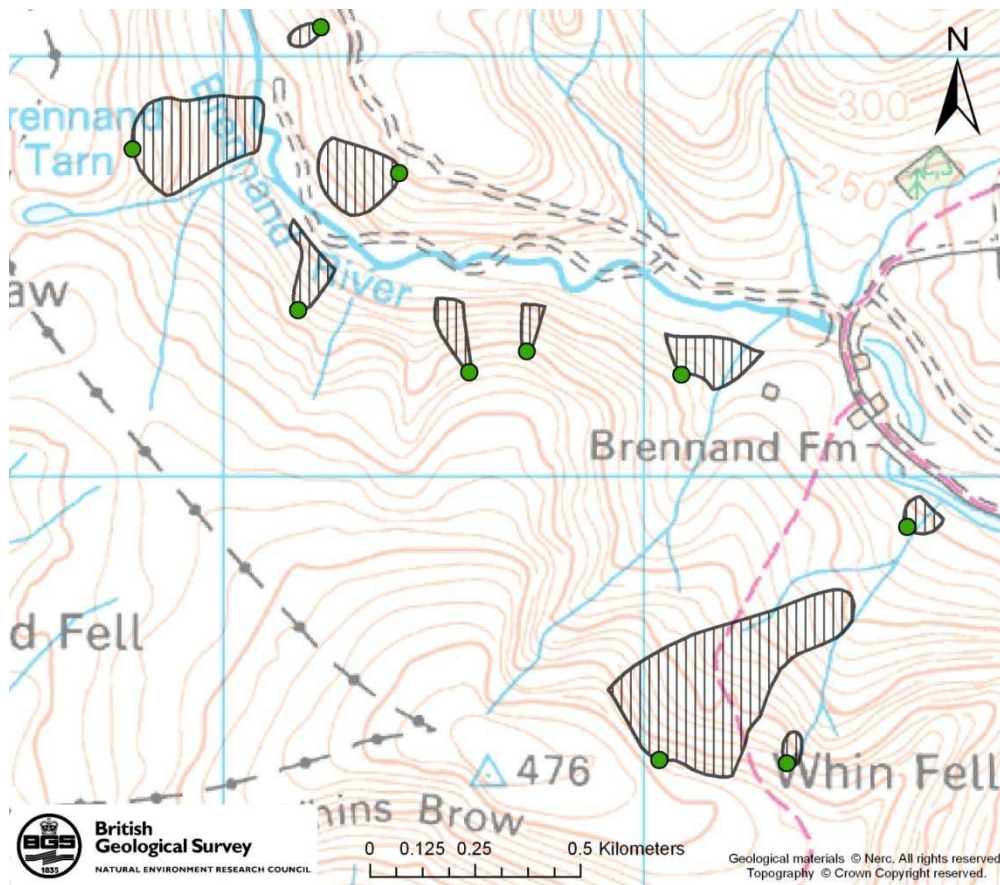 N
rennand
Tarn
Brennand River
300
250
aw
Brennand Fm
d Fell
476
Whin Fell
hins Brow
BGS
1835
British
Geological Survey
NATURAL ENVIRONMENT RESEARCH COUNCIL
0 0.125 0.25 0.5 Kilometers
Geological materials © Nerc. All rights reserved
Topography © Crown Copyright reserved.